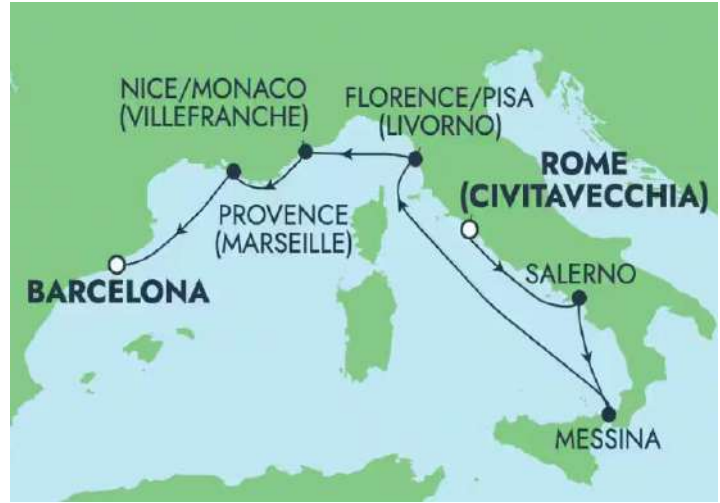 NICE/MONACO
(VILLEFRANCHE)
FLORENCE/PISA
(LIVORNO)
ROME
(CIVITAVECCHIA)
PROVENCE
(MARSEILLE)
SALERNO
BARCELONA
MESSINA